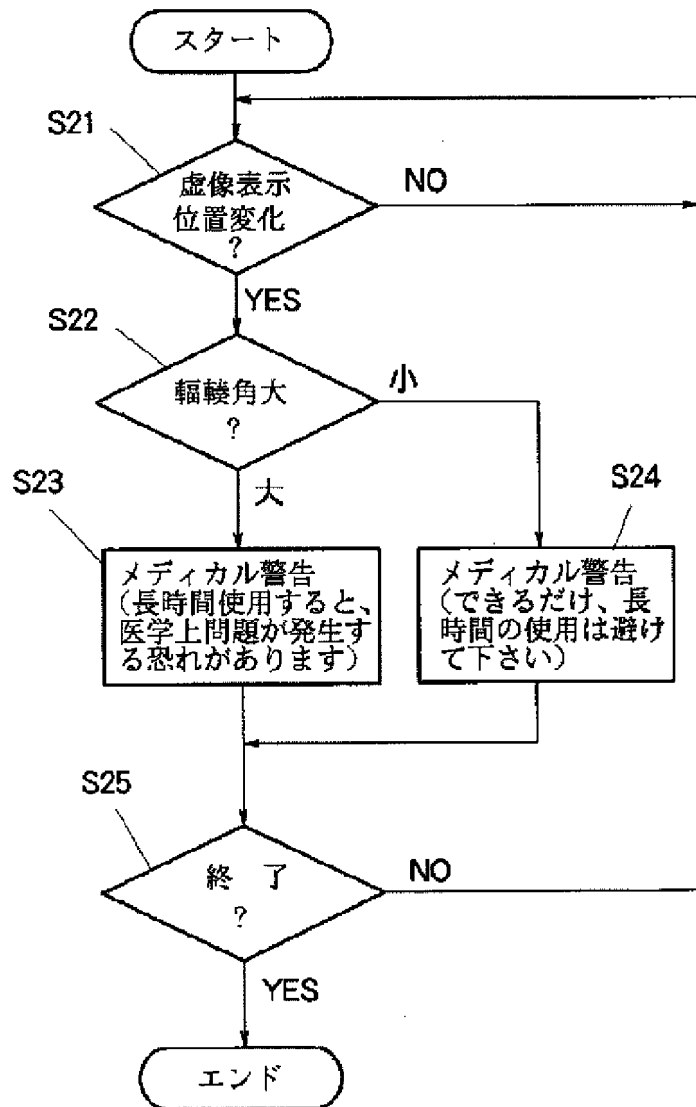 スタート
S21
虚像表示
位置変化
?
NO
YES
S22
輻輳角大
?
小
大
S23
メディカル警告
(長時間使用すると、
医学上問題が発生す
る恐れがあります)
S24
メディカル警告
(できるだけ、長
時間の使用は避け
て下さい)
S25
終 了
?
NO
YES
エンド